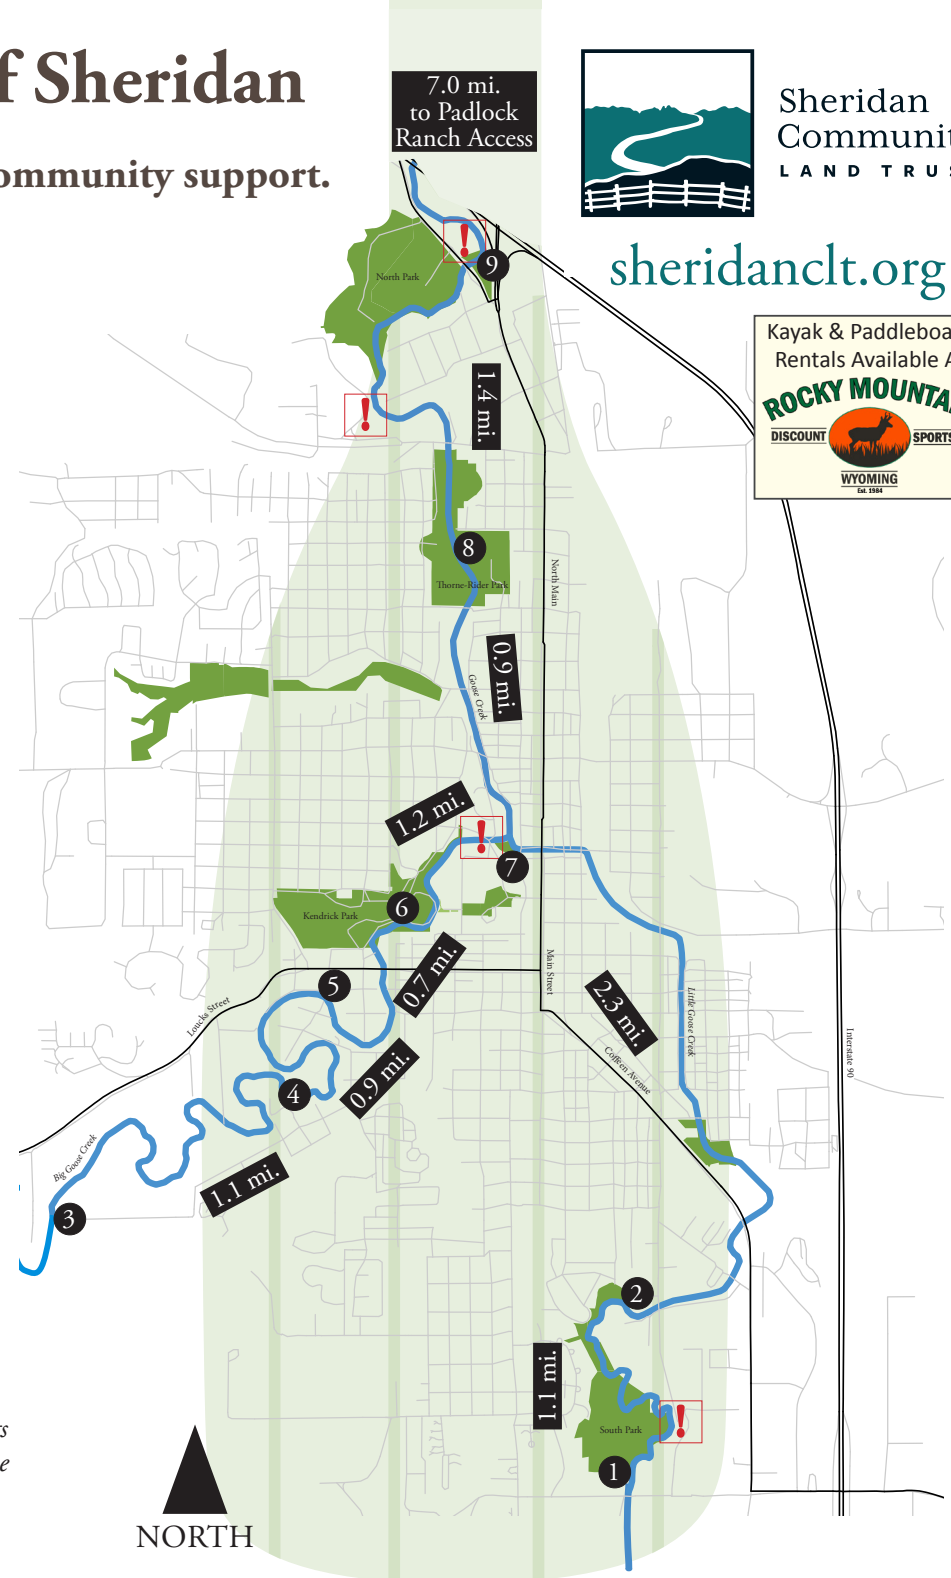 f Sheridan
ommunity support.
7.0 mi.
to Padlock
Ranch Access
Sheridan
Communit
LAND TRUS
sheridanclt.org
Kayak & Paddleboa
Rentals Available A
ROCKY MOUNTA
DISCOUNT
SPORTS
WYOMING
Est. 1984
North Park
!
9
1.4 mi.
!
8
Thorne-Rider Park
North Main
0.9 mi.
Goose Creek
1.2 mi.
!
7
6
Kendrick Park
0.7 mi.
Main Street
5
Loucks Street
2.3 mi.
Little Goose Creek
Interstate 90
Coffeen Avenue
0.9 mi.
4
Big Goose Creek
1.1 mi.
3
2
1.1 mi.
South Park
!
1
s
e
NORTH